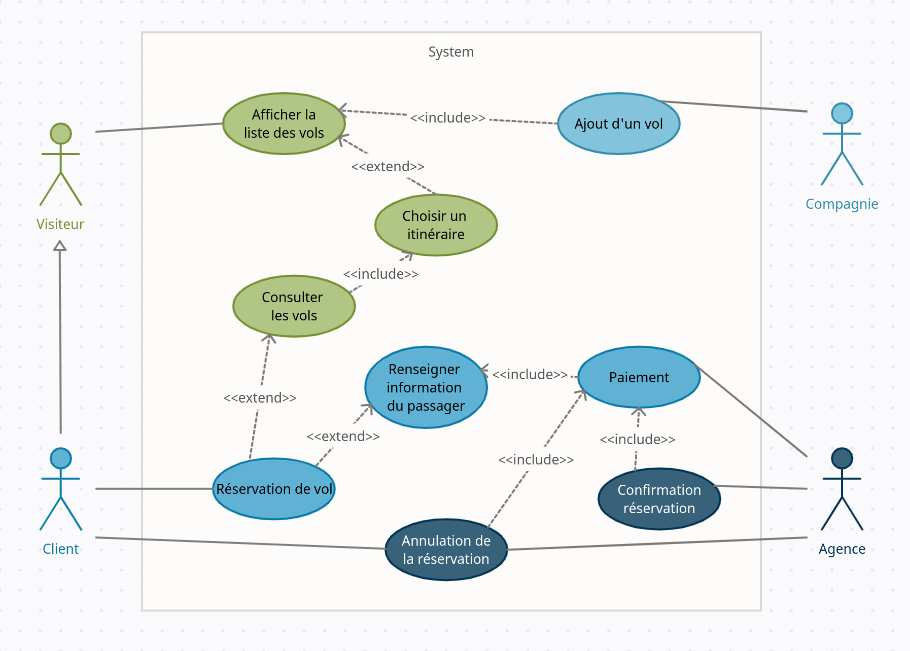 System
Afficher la
liste des vols
<<include>>
Ajout d'un vol
<<extend>>
Visiteur
Compagnie
Choisir un
itinéraire
<<include>>
Consulter
les vols
Renseigner
information
du passager
<<include>>
Paiement
<<extend>>
<<extend>>
<<include>>
<<include>>
Réservation de vol
Confirmation
réservation
Client
Annulation de
la réservation
Agence